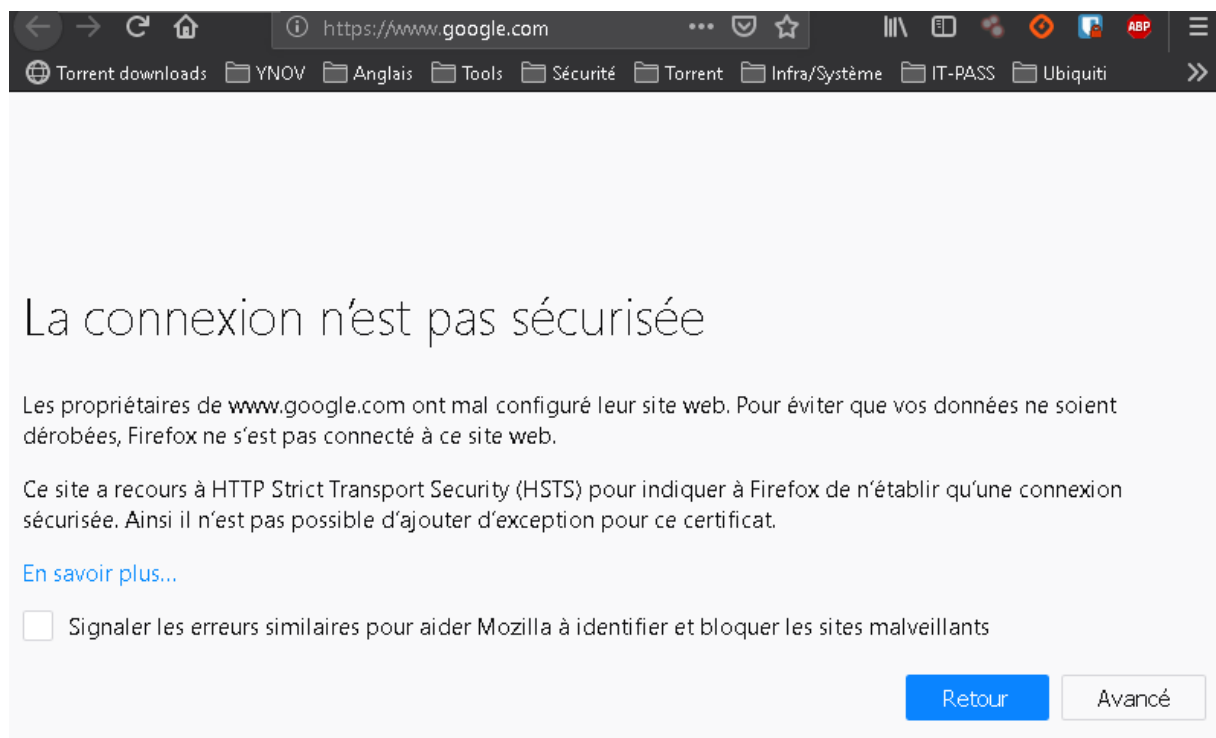 https://www.google.com
ABP
Torrent downloads YNOV Anglais Tools Sécurité Torrent Infra/Système IT-PASS Ubiquiti
La connexion n’est pas sécurisée
Les propriétaires de www.google.com ont mal configuré leur site web. Pour éviter que vos données ne soient
dérobées, Firefox ne s’est pas connecté à ce site web.
Ce site a recours à HTTP Strict Transport Security (HSTS) pour indiquer à Firefox de n’établir qu’une connexion
sécurisée. Ainsi il n’est pas possible d’ajouter d’exception pour ce certificat.
En savoir plus...
Signaler les erreurs similaires pour aider Mozilla à identifier et bloquer les sites malveillants
Retour Avancé